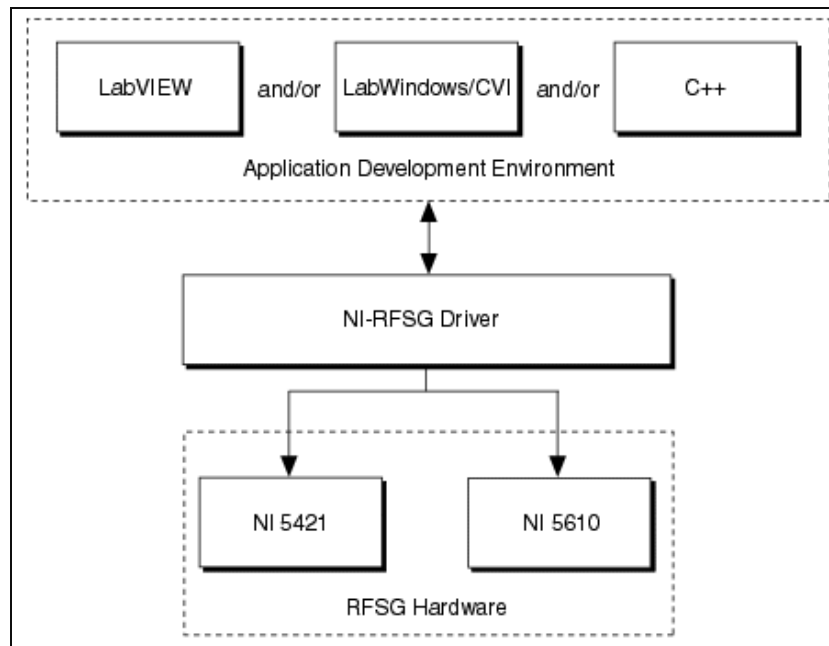 LabVIEW and/or LabWindows/CVI and/or C++
Application Development Environment
NI-RFSG Driver
NI 5421 NI 5610
RFSG Hardware